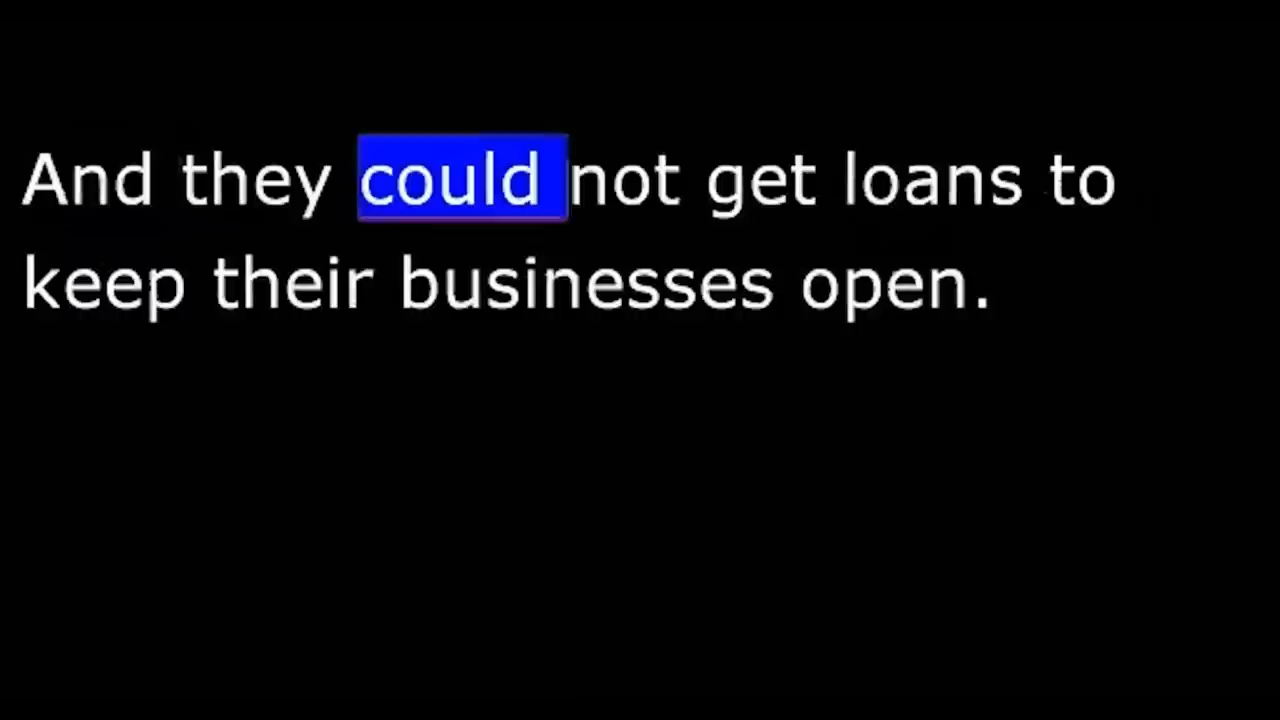 And they could not get loans to
keep their businesses open.